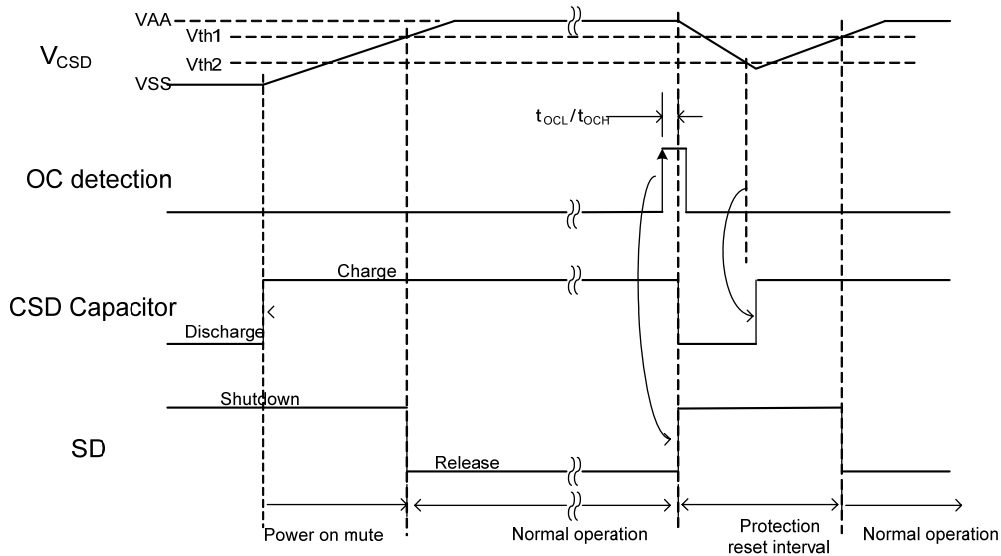 VAA
Vth1
VCSD
Vth2
VSS
tOCL/tOCH
OC detection
Charge
CSD Capacitor
Discharge
Shutdown
SD
Release
Power on mute
Normal operation
Protection
reset interval
Normal operation